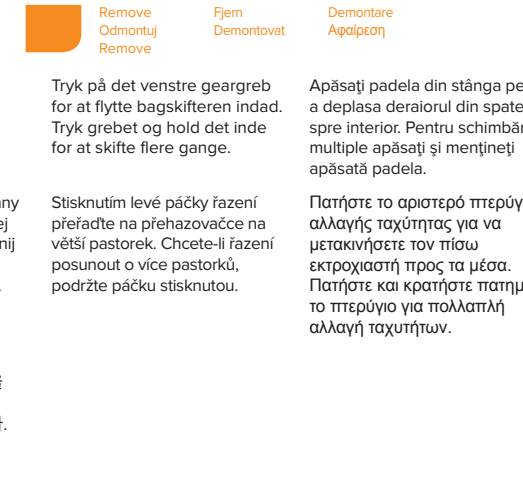 Remove
Odmontuj
Remove
Fjern
Demontovat
Demontare
Αφαίρεση
Tryk på det venstre geargreb
for at flytte bagskifteren indad.
Tryk grebet og hold det inde
for at skifte flere gange.
Apăsaţi padela din stânga pe
a deplasa deraiorul din spate
spre interior. Pentru schimbăr
multiple apăsaţi şi menţineţi
apăsată padela.
any
ej
nij
.
Stisknutím levé páčky řazení
přeřaďte na přehazovačce na
větší pastorek. Chcete-li řazení
posunout o více pastorků,
podržte páčku stisknutou.
Πατήστε το αριστερό πτερύγ
αλλαγής ταχύτητας για να
μετακινήσετε τον πίσω
εκτροχιαστή προς τα μέσα.
Πατήστε και κρατήστε πατημ
το πτερύγιο για πολλαπλή
αλλαγή ταχυτήτων.